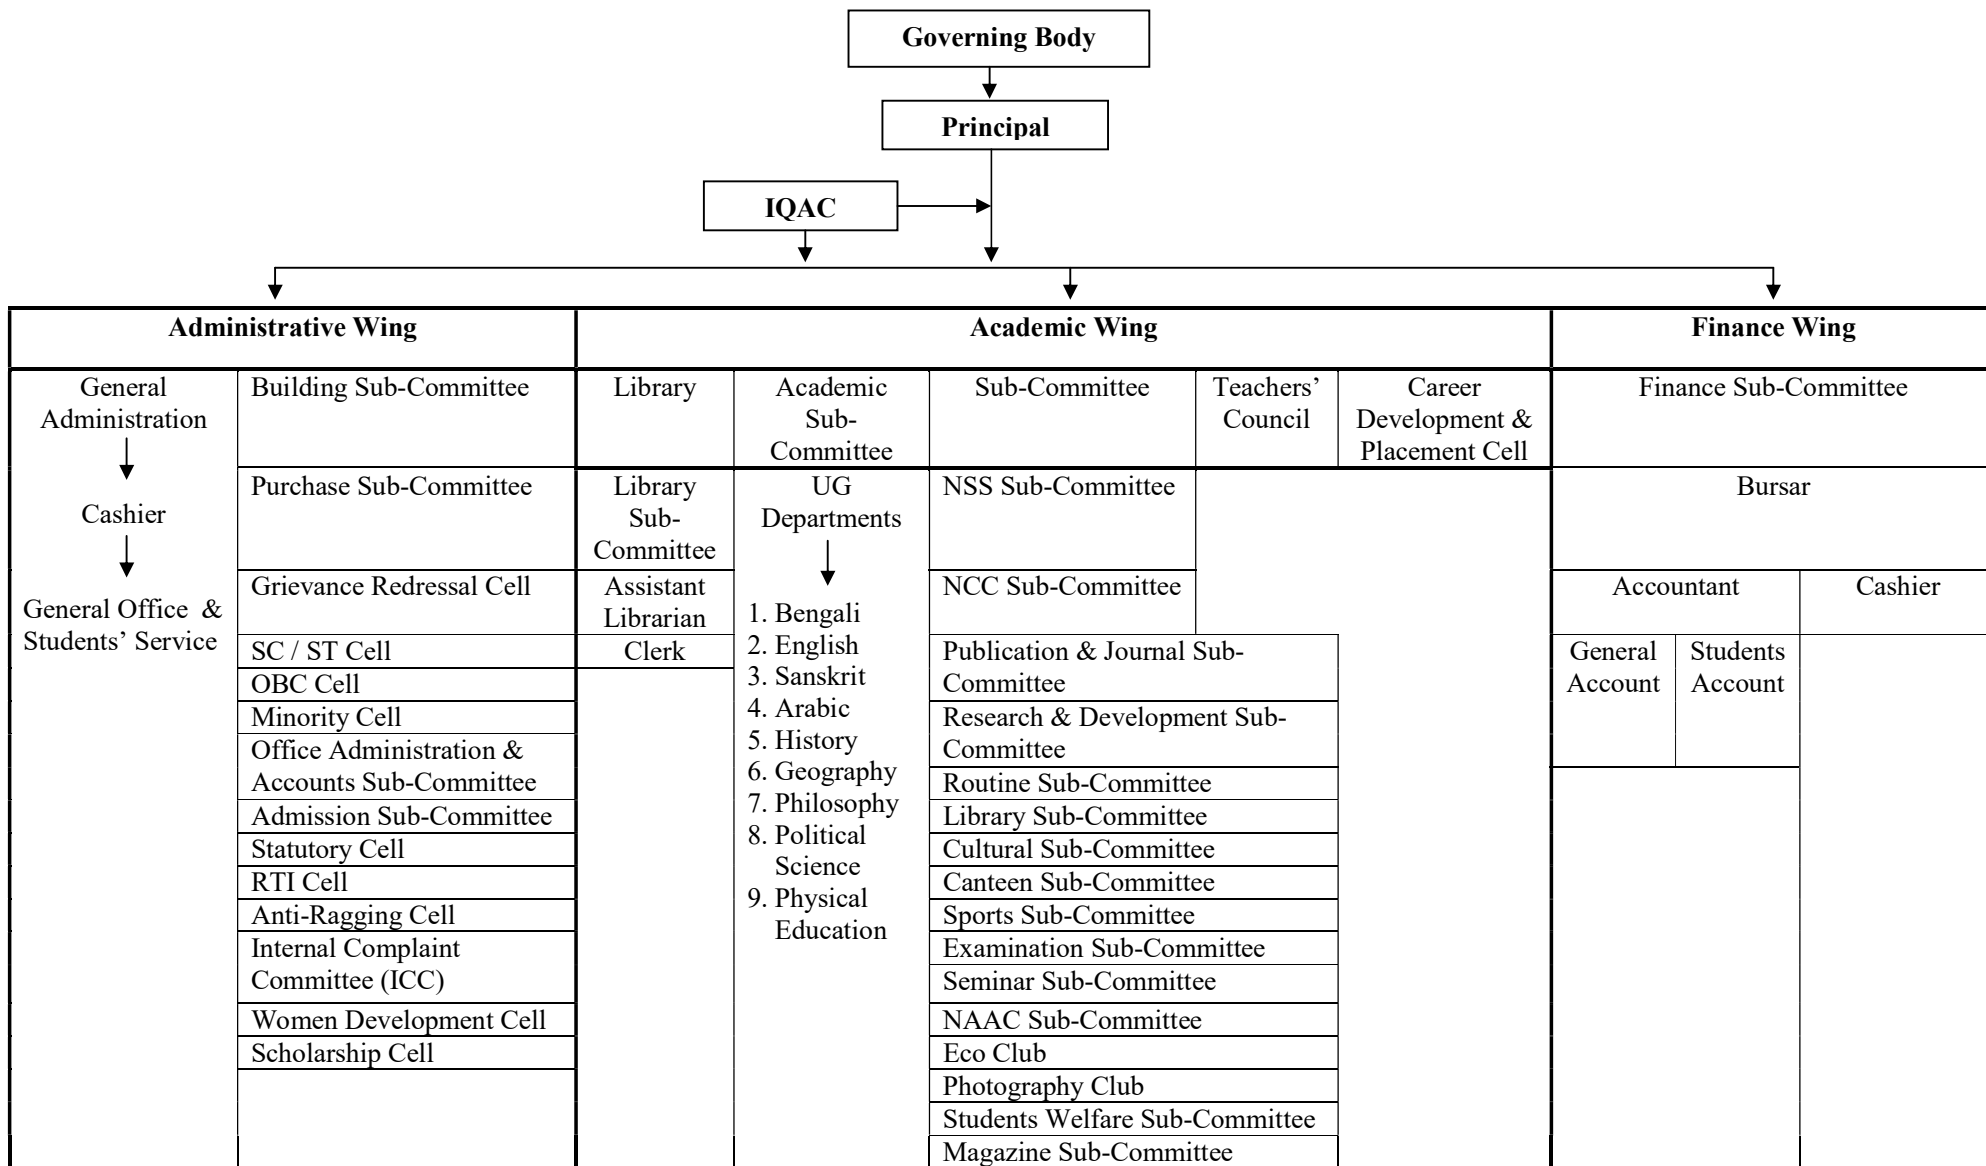 Governing Body
Principal
IQAC
Administrative Wing
Academic Wing
Finance Wing
General
Administration
Cashier
General Office &
Students’ Service
Building Sub-Committee
Purchase Sub-Committee
Grievance Redressal Cell
SC / ST Cell
OBC Cell
Minority Cell
Office Administration &
Accounts Sub-Committee
Admission Sub-Committee
Statutory Cell
RTI Cell
Anti-Ragging Cell
Internal Complaint
Committee (ICC)
Women Development Cell
Scholarship Cell
Library
Library
Sub-
Committee
Assistant
Librarian
Clerk
Academic
Sub-
Committee
UG
Departments
1. Bengali
2. English
3. Sanskrit
4. Arabic
5. History
6. Geography
7. Philosophy
8. Political
Science
9. Physical
Education
Sub-Committee
NSS Sub-Committee
NCC Sub-Committee
Publication & Journal Sub-
Committee
Research & Development Sub-
Committee
Routine Sub-Committee
Library Sub-Committee
Cultural Sub-Committee
Canteen Sub-Committee
Sports Sub-Committee
Examination Sub-Committee
Seminar Sub-Committee
NAAC Sub-Committee
Eco Club
Photography Club
Students Welfare Sub-Committee
Magazine Sub-Committee
Teachers’
Council
Career
Development &
Placement Cell
Finance Sub-Committee
Bursar
Accountant
Cashier
General
Account
Students
Account